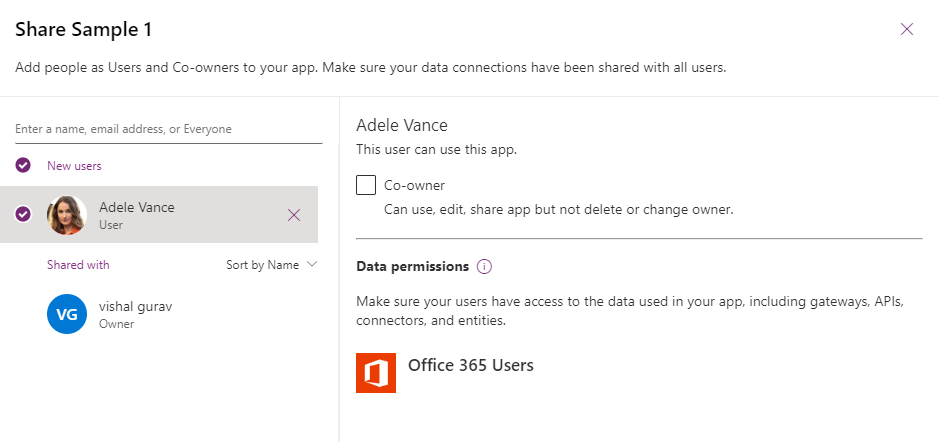 Share Sample 1
Add people as Users and Co-owners to your app. Make sure your data connections have been shared with all users.
Enter a name, email address, or Everyone
New users
Adele Vance
User
Shared with
Sort by Name
VG
vishal gurav
Owner
Adele Vance
This user can use this app.
Co-owner
Can use, edit, share app but not delete or change owner.
Data permissions
Make sure your users have access to the data used in your app, including gateways, APIs,
connectors, and entities.
Office 365 Users